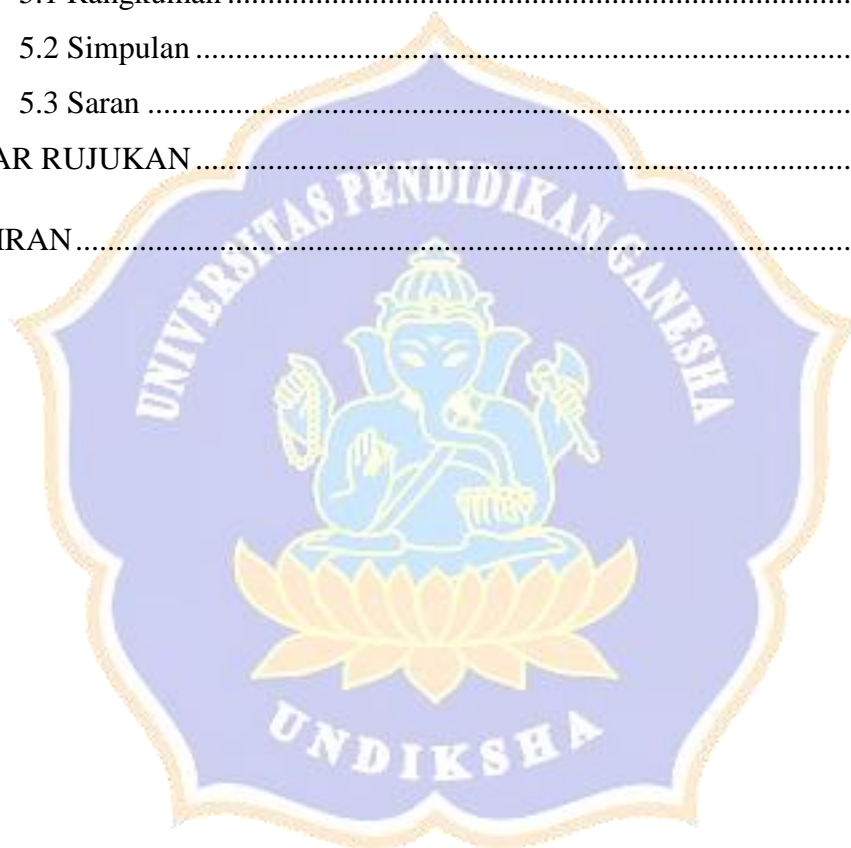 5.1 Rangkuman ..........................................................................................
5.2 Simpulan ..............................................................................................
5.3 Saran ....................................................................................................
AR RUJUKAN ............................................................................................
IRAN ...........................................................................................................
UNIVERSITAS PENDIDIKAN GANESHA
UNDIKSHA